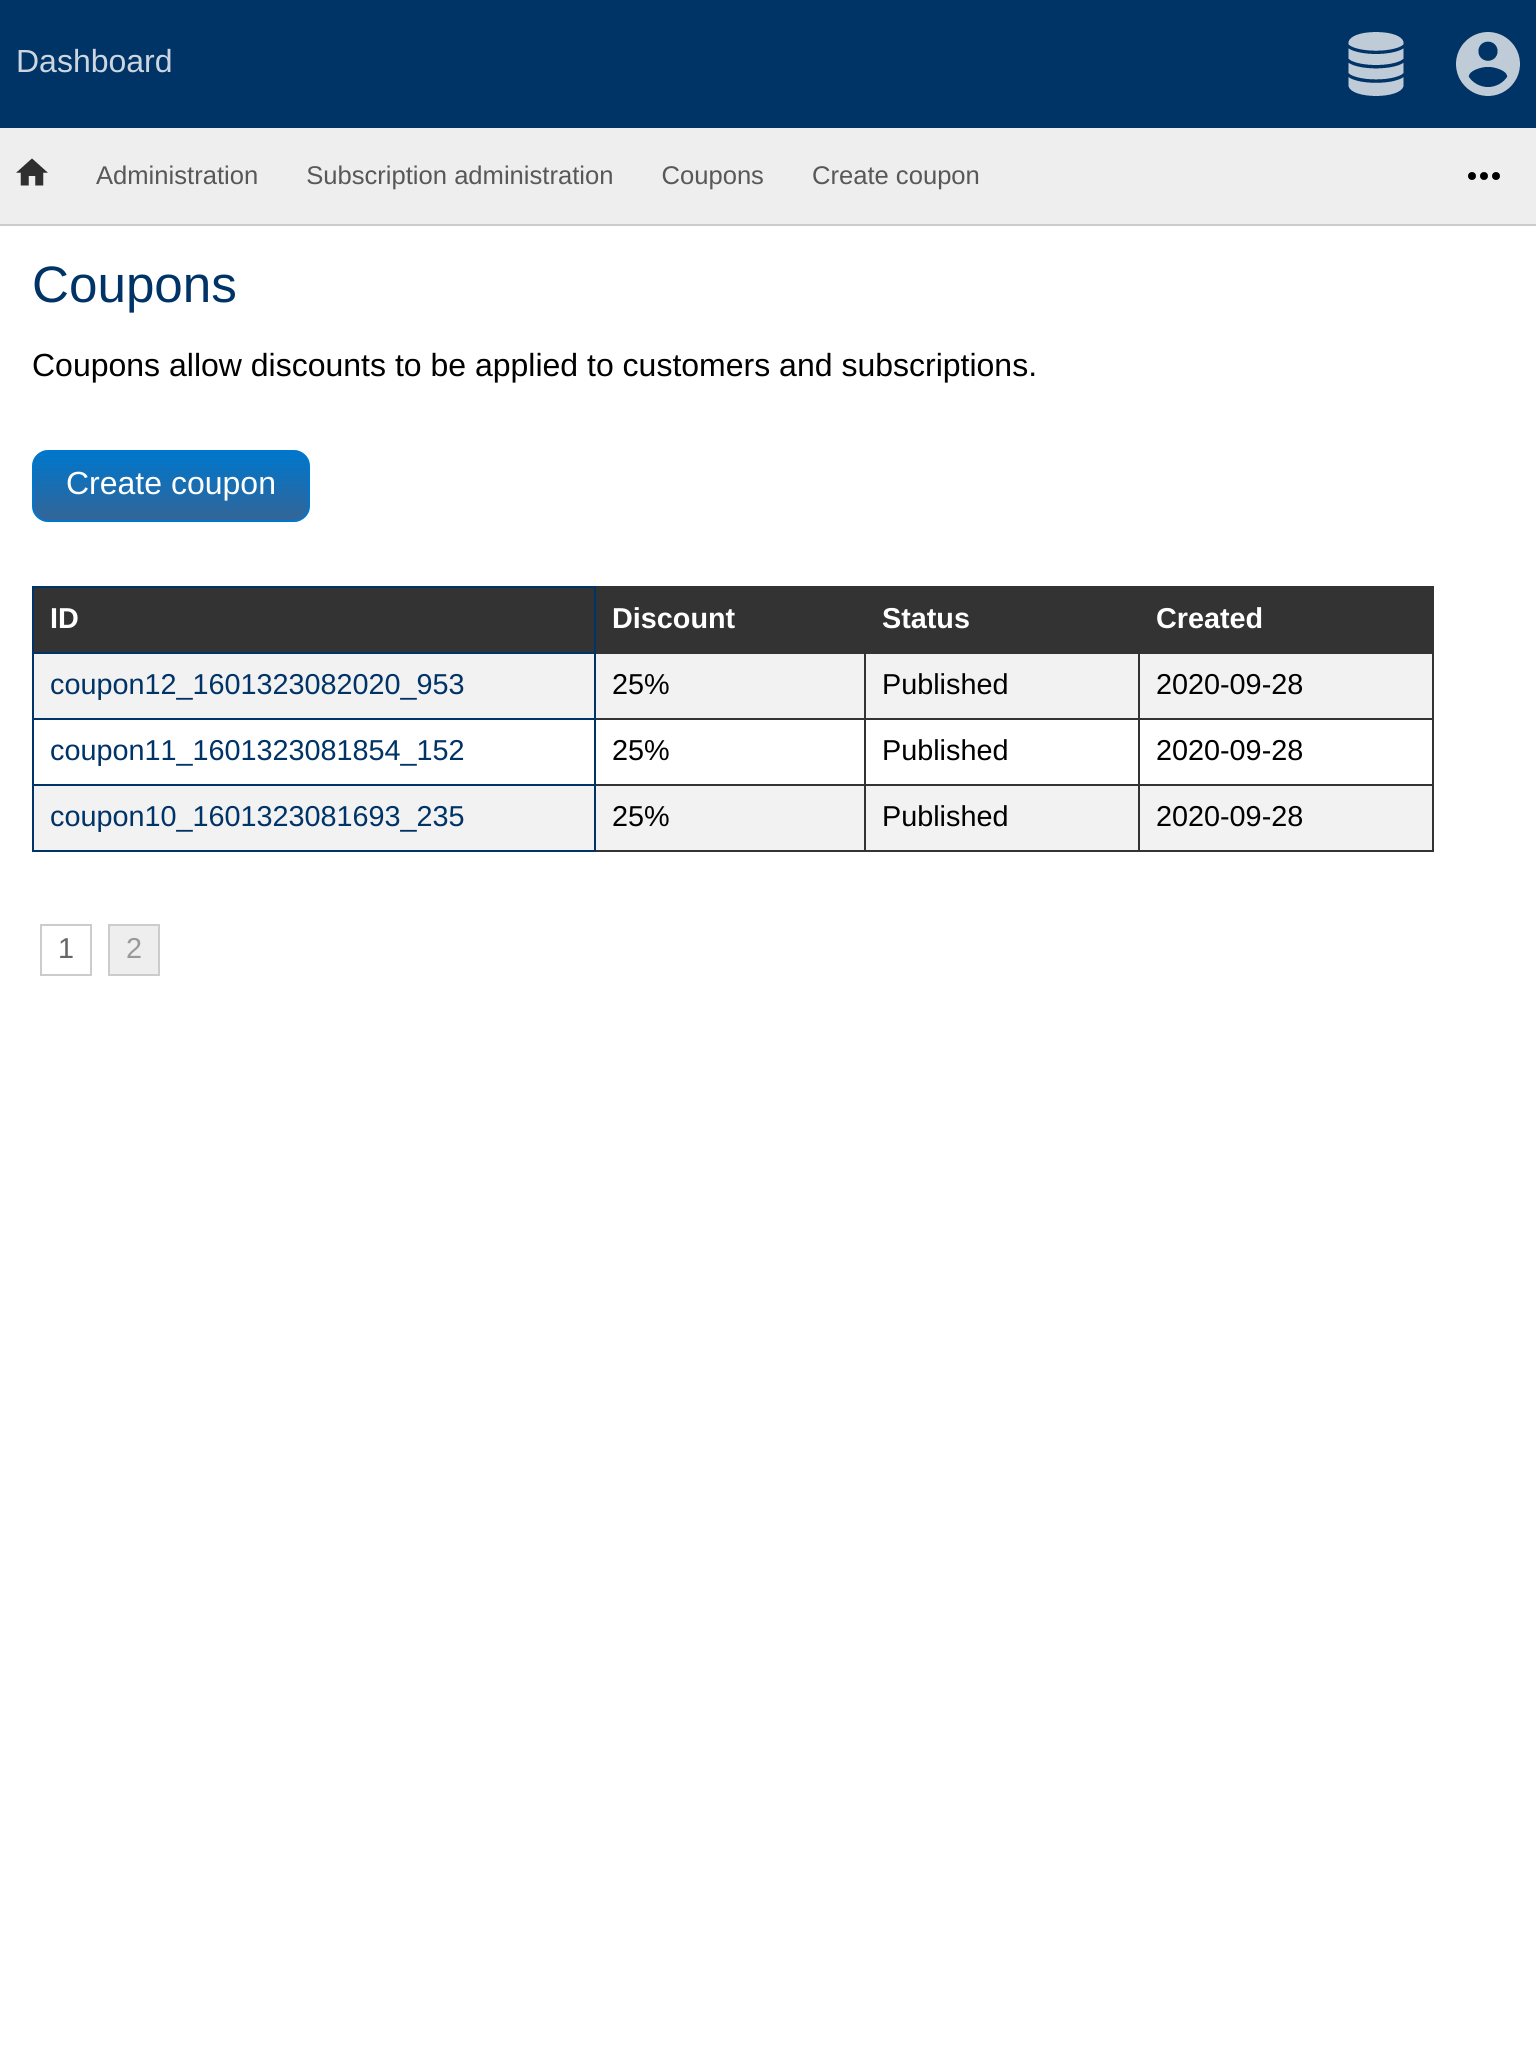 Dashboard
Administration Subscription administration Coupons Create coupon
Coupons
Coupons allow discounts to be applied to customers and subscriptions.
Create coupon
ID Discount Status Created
coupon12_1601323082020_953 25% Published 2020-09-28
coupon11_1601323081854_152 25% Published 2020-09-28
coupon10_1601323081693_235 25% Published 2020-09-28
1 2